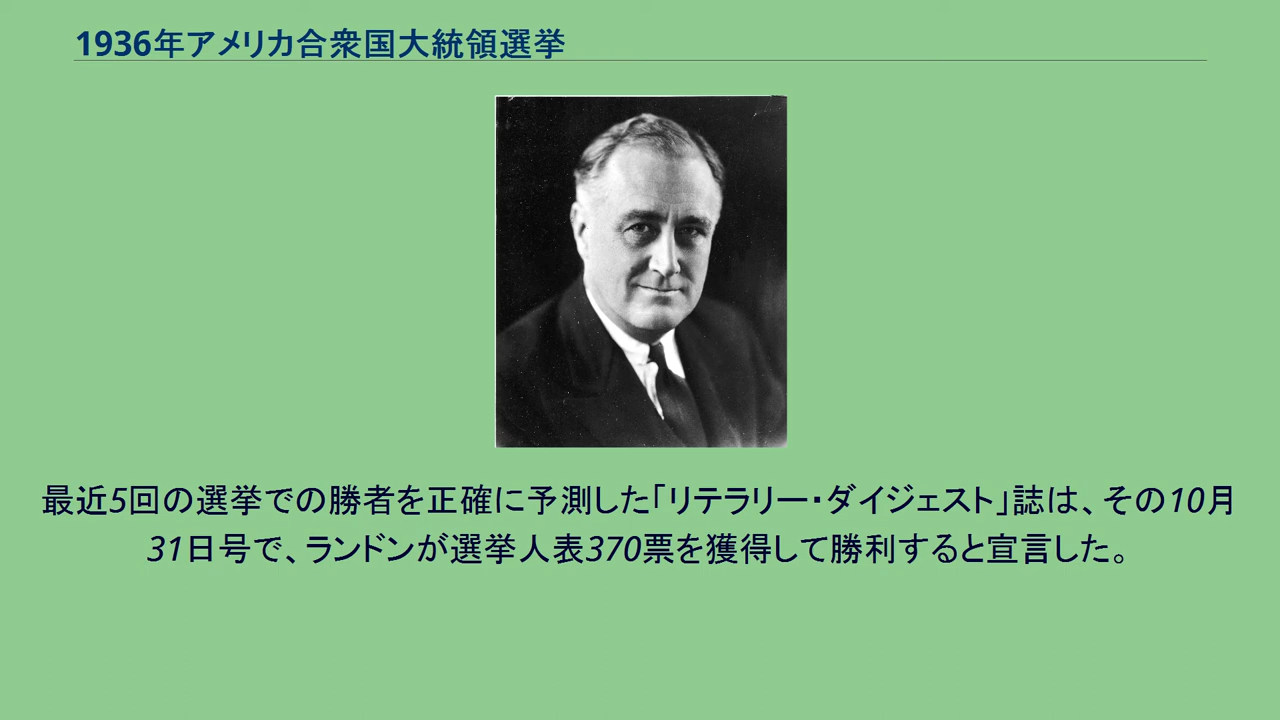 1936年アメリカ合衆国大統領選挙
最近5回の選挙での勝者を正確に予測した「リテラリー・ダイジェスト」誌は、その10月
31日号で、ランドンが選挙人表370票を獲得して勝利すると宣言した。